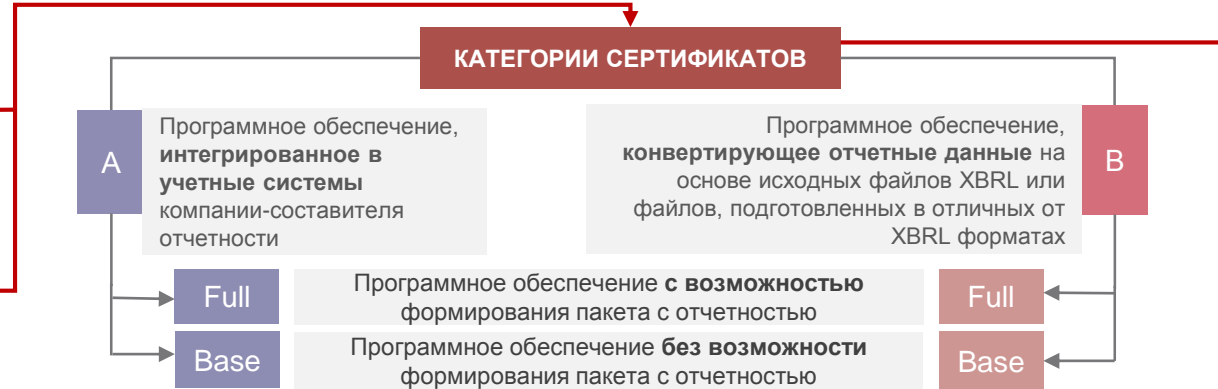 КАТЕГОРИИ СЕРТИФИКАТОВ
A
Программное обеспечение,
интегрированное в
учетные системы
компании-составителя
отчетности
Программное обеспечение,
конвертирующее отчетные данные на
основе исходных файлов XBRL или
файлов, подготовленных в отличных от
XBRL форматах
B
Full
Программное обеспечение с возможностью
формирования пакета с отчетностью
Full
Base
Программное обеспечение без возможности
формирования пакета с отчетностью
Base